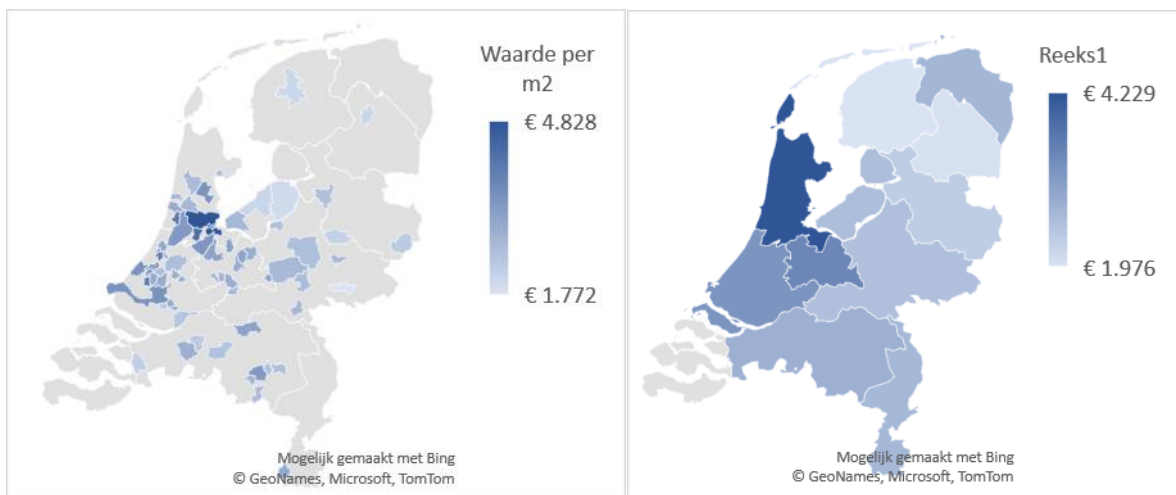 Waarde per
m2
€ 4.828
€ 1.772
Mogelijk gemaakt met Bing
© GeoNames, Microsoft, TomTom
Reeks1
€ 4.229
€ 1.976
Mogelijk gemaakt met Bing
© GeoNames, Microsoft, TomTom